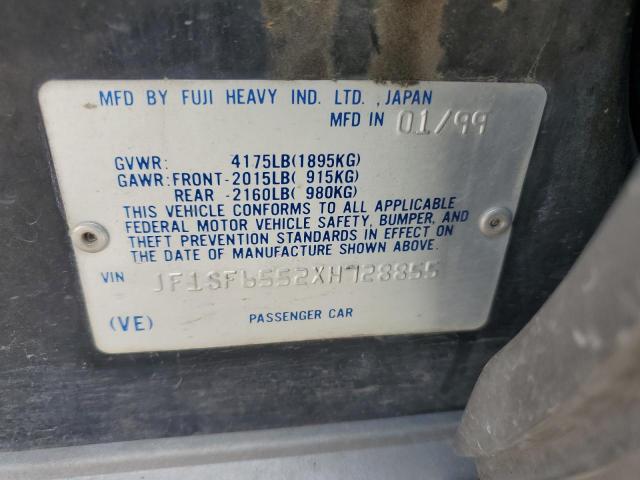 MFD BY FUJI HEAVY IND. LTD. , JAPAN
MFD IN 01/99
GVWR: 4175LB(1895KG)
GAWR: FRONT-2015LB( 915KG)
REAR -2160LB( 980KG)
THIS VEHICLE CONFORMS TO ALL APPLICABLE
FEDERAL MOTOR VEHICLE SAFETY, BUMPER, AND
THEFT PREVENTION STANDARDS IN EFFECT ON
THE DATE OF MANUFACTURE SHOWN ABOVE.
VIN JF1SF6552XH728855
(VE) PASSENGER CAR